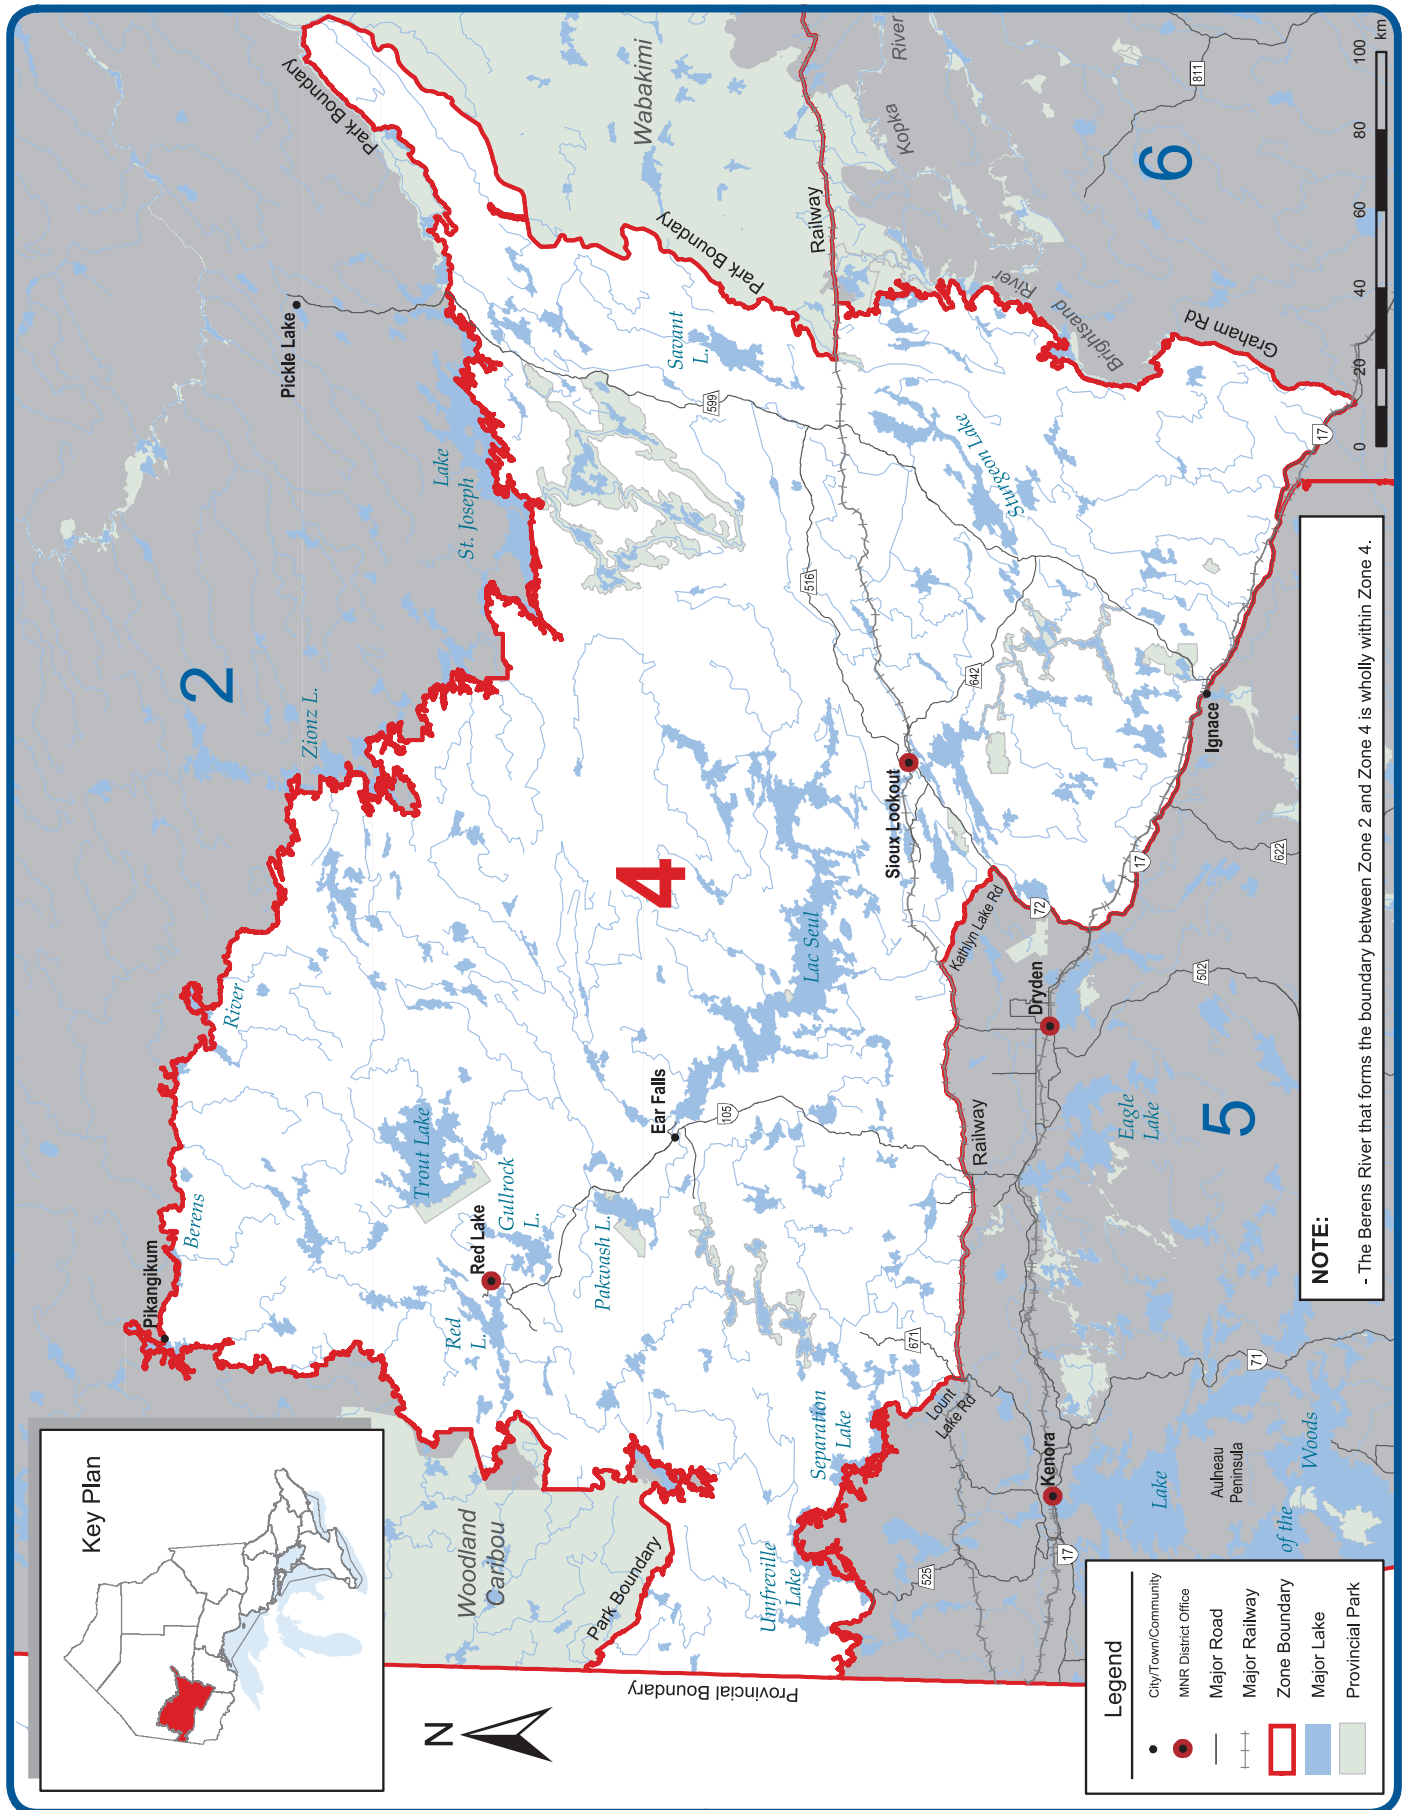 Key Plan
N
Legend
City/Town/Community
MNR District Office
Major Road
Major Railway
Zone Boundary
Major Lake
Provincial Park
Provincial Boundary
Park Boundary
Woodland
Caribou
Umfreville
Lake
Separation
Lake
525
17
Kenora
Lake
of the
Woods
Aulneau
Peninsula
71
Lount
Lake Rd
671
Pikangikum
Berens
River
Red
L.
Red Lake
Gullrock
L.
Trout Lake
Pakwash L.
Ear Falls
105
Railway
Eagle
Lake
5
Dryden
502
Kathlyn Lake Rd
72
17
622
Lac Seul
4
Sioux Lookout
Ignace
642
516
2
Zionz L.
Lake
St. Joseph
Pickle Lake
599
Savant
L.
Sturgeon Lake
17
Graham Rd
Brightsand
River
Park Boundary
Park Boundary
Railway
Wabakimi
Kopka
River
6
811
0 20 40 60 80 100
km
NOTE:
- The Berens River that forms the boundary between Zone 2 and Zone 4 is wholly within Zone 4.